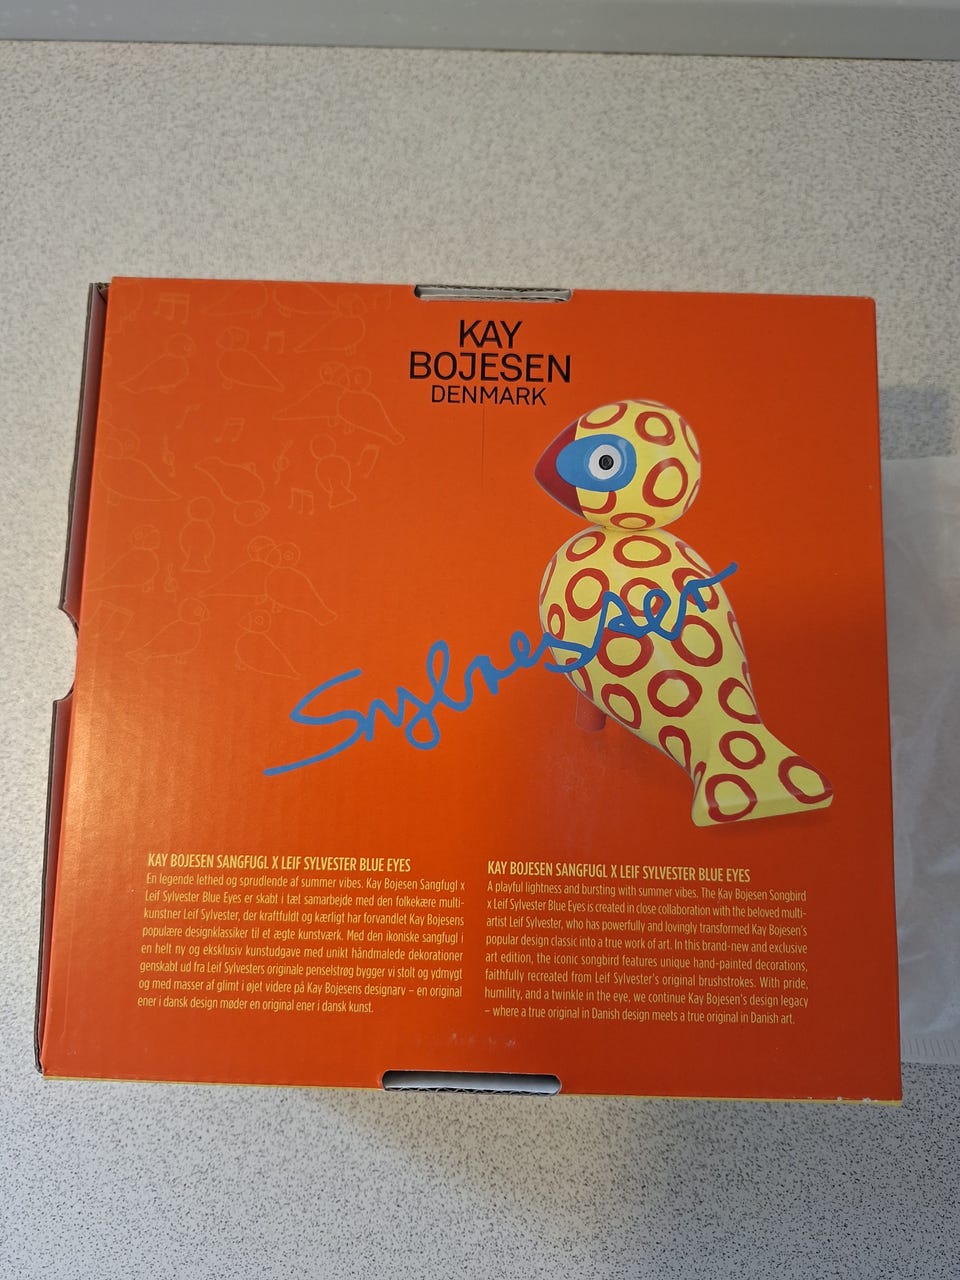 KAY
BOJESEN
DENMARK
Sylvester
KAY BOJESEN SANGFUGL X LEIF SYLVESTER BLUE EYES
En legende lethed og sprudlende af summer vibes. Kay Bojesen Sangfugl x
Leif Sylvester Blue Eyes er skabt i tæt samarbejde med den folkekære multi-
kunstner Leif Sylvester, der kraftfuldt og kærligt har forvandlet Kay Bojesens
populære designklassiker til et ægte kunstværk. Med den ikoniske sangfugl i
en helt ny og eksklusiv kunstudgave med unikt håndmalede dekorationer
genskabt ud fra Leif Sylvesters originale penselstrøg bygger vi stolt og ydmygt
og med masser af glimt i øjet videre på Kay Bojesens designarv – en original
ener i dansk design møder en original ener i dansk kunst.
KAY BOJESEN SANGFUGL X LEIF SYLVESTER BLUE EYES
A playful lightness and bursting with summer vibes. The Kay Bojesen Songbird
x Leif Sylvester Blue Eyes is created in close collaboration with the beloved multi-
artist Leif Sylvester, who has powerfully and lovingly transformed Kay Bojesen's
popular design classic into a true work of art. In this brand-new and exclusive
art edition, the iconic songbird features unique hand-painted decorations,
faithfully recreated from Leif Sylvester's original brushstrokes. With pride,
humility, and a twinkle in the eye, we continue Kay Bojesen's design legacy
– where a true original in Danish design meets a true original in Danish art.